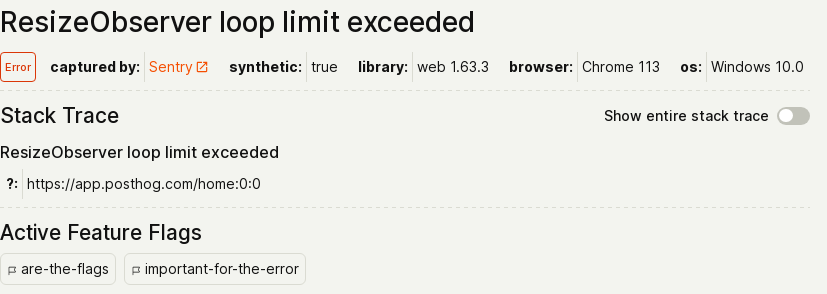 ResizeObserver loop limit exceeded
Error captured by: Sentry synthetic: true library: web 1.63.3 browser: Chrome 113 os: Windows 10.0
Stack Trace Show entire stack trace
ResizeObserver loop limit exceeded
?: https://app.posthog.com/home:0:0
Active Feature Flags
are-the-flags important-for-the-error